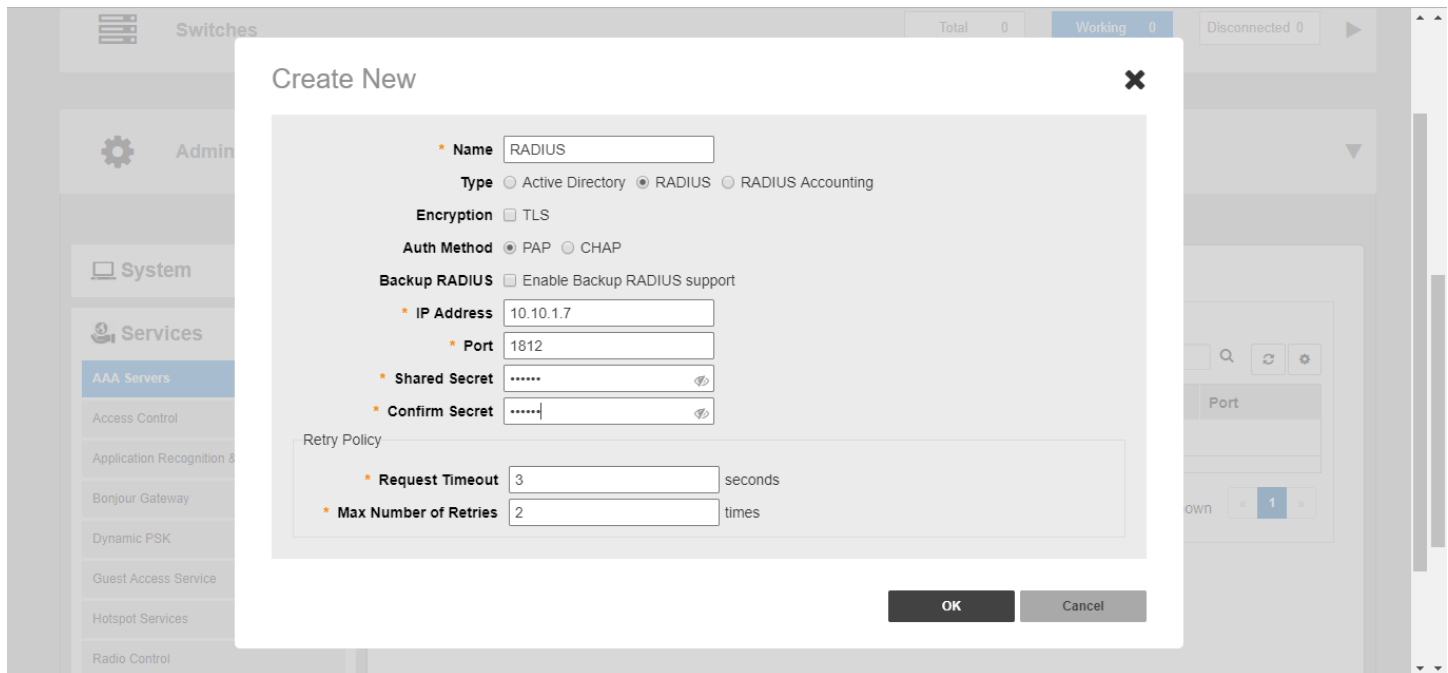 Switches
Total 0
Working 0
Disconnected 0
Create New
Admin
* Name RADIUS
Type Active Directory RADIUS RADIUS Accounting
Encryption TLS
Auth Method PAP CHAP
Backup RADIUS Enable Backup RADIUS support
* IP Address 10.10.1.7
* Port 1812
* Shared Secret ••••••
* Confirm Secret ••••••
Retry Policy
* Request Timeout 3 seconds
* Max Number of Retries 2 times
OK Cancel
System
Services
AAA Servers
Access Control
Application Recognition &
Bonjour Gateway
Dynamic PSK
Guest Access Service
Hotspot Services
Radio Control
Port
own « 1 »